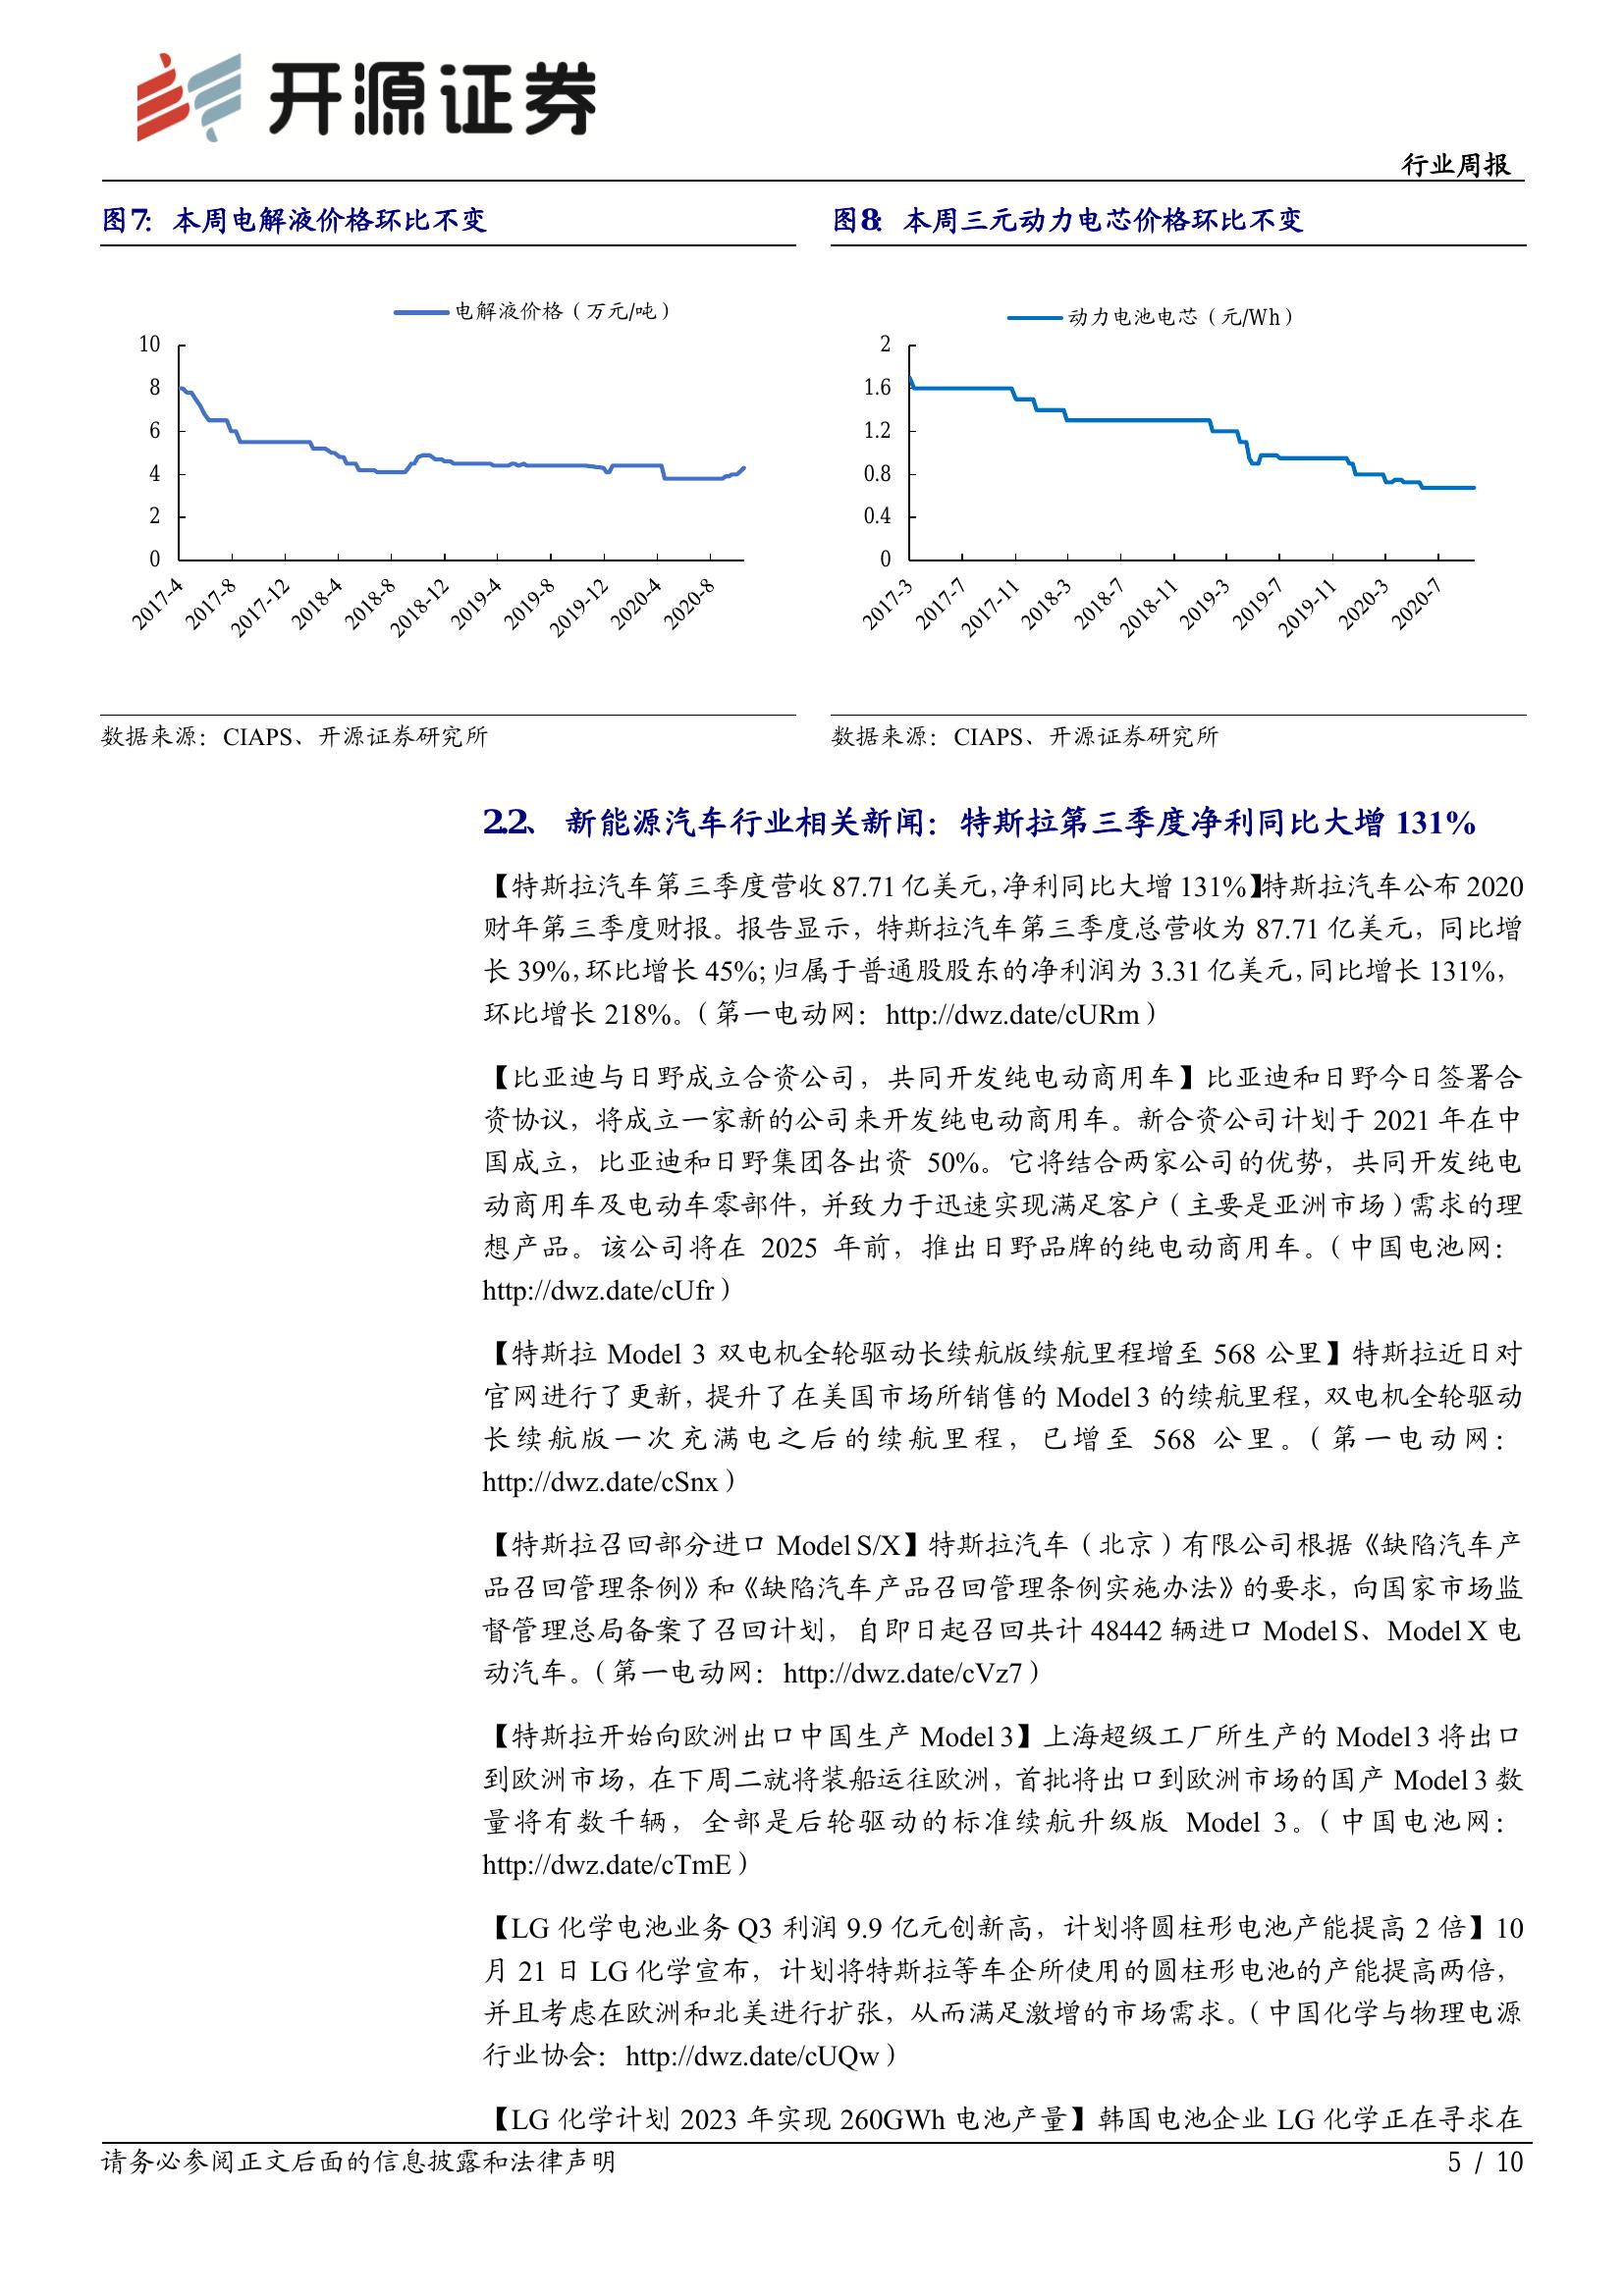 开源证券
行业周报
图7: 本周电解液价格环比不变
电解液价格（万元/吨）
10
8
6
4
2
0
2017-4
2017-8
2017-12
2018-4
2018-8
2018-12
2019-4
2019-8
2019-12
2020-4
2020-8
数据来源：CIAPS、开源证券研究所
图8: 本周三元动力电芯价格环比不变
动力电池电芯（元/Wh）
2
1.6
1.2
0.8
0.4
0
2017-3
2017-7
2017-11
2018-3
2018-7
2018-11
2019-3
2019-7
2019-11
2020-3
2020-7
数据来源：CIAPS、开源证券研究所
2.2、 新能源汽车行业相关新闻：特斯拉第三季度净利同比大增 131%
【特斯拉汽车第三季度营收 87.71 亿美元，净利同比大增 131%】特斯拉汽车公布 2020
财年第三季度财报。报告显示，特斯拉汽车第三季度总营收为 87.71 亿美元，同比增
长 39%，环比增长 45%；归属于普通股股东的净利润为 3.31 亿美元，同比增长 131%，
环比增长 218%。（第一电动网：http://dwz.date/cURm）
【比亚迪与日野成立合资公司，共同开发纯电动商用车】比亚迪和日野今日签署合
资协议，将成立一家新的公司来开发纯电动商用车。新合资公司计划于 2021 年在中
国成立，比亚迪和日野集团各出资 50%。它将结合两家公司的优势，共同开发纯电
动商用车及电动车零部件，并致力于迅速实现满足客户（主要是亚洲市场）需求的理
想产品。该公司将在 2025 年前，推出日野品牌的纯电动商用车。（中国电池网：
http://dwz.date/cUfr）
【特斯拉 Model 3 双电机全轮驱动长续航版续航里程增至 568 公里】特斯拉近日对
官网进行了更新，提升了在美国市场所销售的 Model 3 的续航里程，双电机全轮驱动
长续航版一次充满电之后的续航里程，已增至 568 公里。（第一电动网：
http://dwz.date/cSnx）
【特斯拉召回部分进口 Model S/X】特斯拉汽车（北京）有限公司根据《缺陷汽车产
品召回管理条例》和《缺陷汽车产品召回管理条例实施办法》的要求，向国家市场监
督管理总局备案了召回计划，自即日起召回共计 48442 辆进口 Model S、Model X 电
动汽车。（第一电动网：http://dwz.date/cVz7）
【特斯拉开始向欧洲出口中国生产 Model 3】上海超级工厂所生产的 Model 3 将出口
到欧洲市场，在下周二就将装船运往欧洲，首批将出口到欧洲市场的国产 Model 3 数
量将有数千辆，全部是后轮驱动的标准续航升级版 Model 3。（中国电池网：
http://dwz.date/cTmE）
【LG 化学电池业务 Q3 利润 9.9 亿元创新高，计划将圆柱形电池产能提高 2 倍】10
月 21 日 LG 化学宣布，计划将特斯拉等车企所使用的圆柱形电池的产能提高两倍，
并且考虑在欧洲和北美进行扩张，从而满足激增的市场需求。（中国化学与物理电源
行业协会：http://dwz.date/cUQw）
【LG 化学计划 2023 年实现 260GWh 电池产量】韩国电池企业 LG 化学正在寻求在
请务必参阅正文后面的信息披露和法律声明
5 / 10